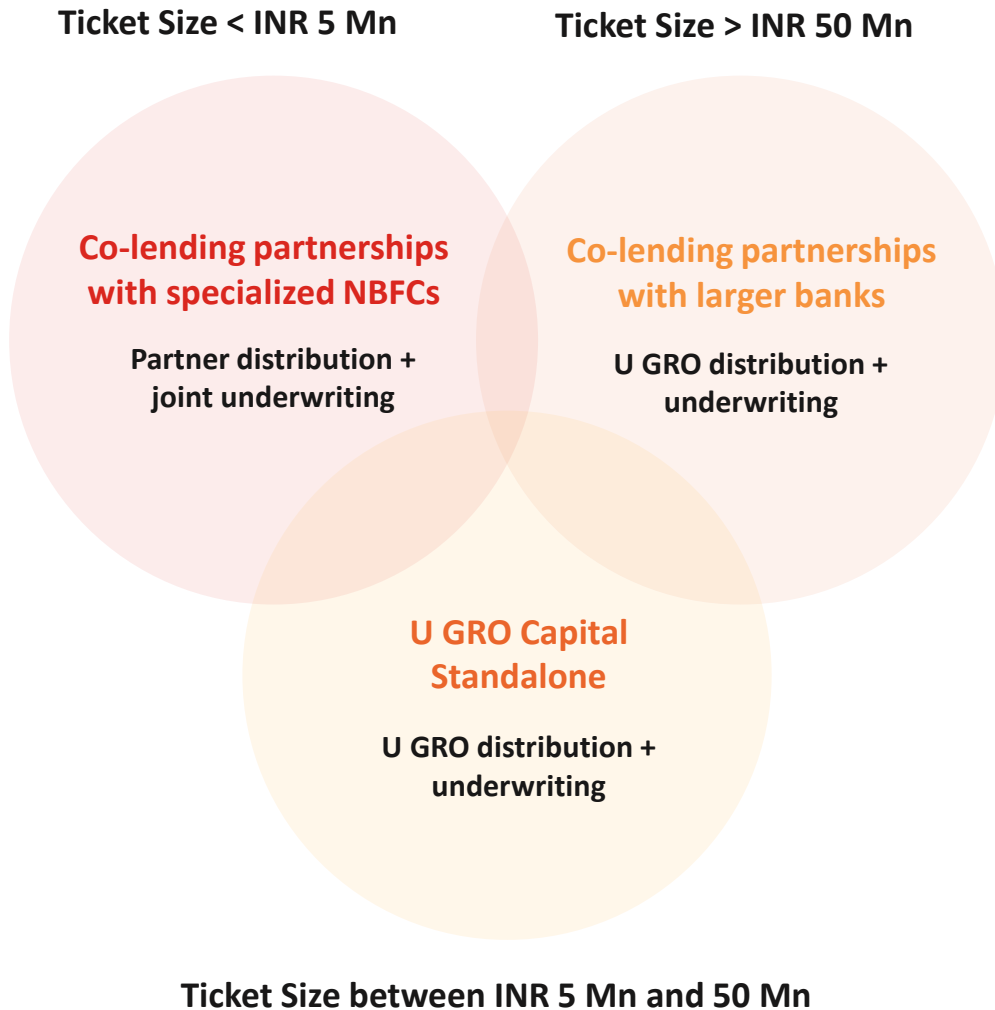 Ticket Size < INR 5 Mn
Ticket Size > INR 50 Mn
Co-lending partnerships
with specialized NBFCs
Partner distribution +
joint underwriting
Co-lending partnerships
with larger banks
U GRO distribution +
underwriting
U GRO Capital
Standalone
U GRO distribution +
underwriting
Ticket Size between INR 5 Mn and 50 Mn